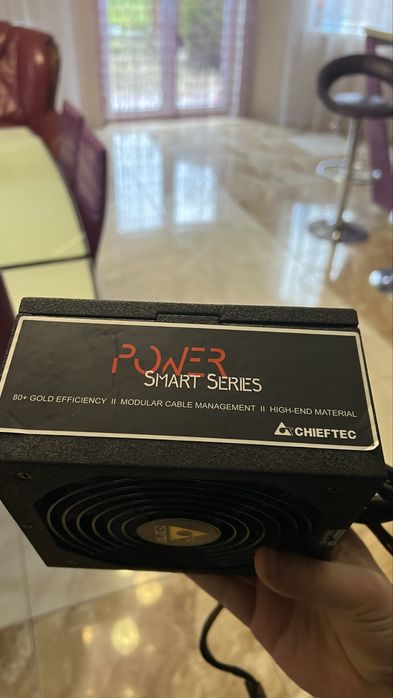 POWER
SMART SERIES
80+ GOLD EFFICIENCY II MODULAR CABLE MANAGEMENT II HIGH-END MATERIAL
CHIEFTEC